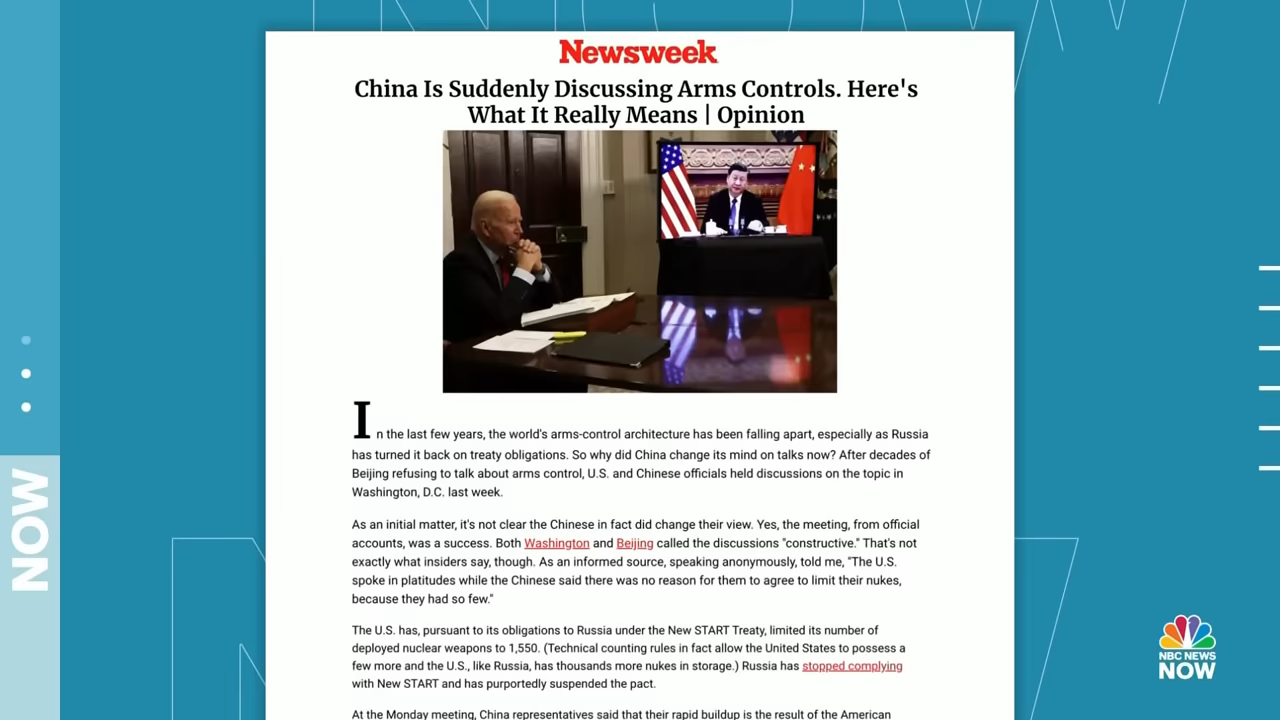 Newsweek
China Is Suddenly Discussing Arms Controls. Here's
What It Really Means | Opinion
In the last few years, the world's arms-control architecture has been falling apart, especially as Russia
has turned it back on treaty obligations. So why did China change its mind on talks now? After decades of
Beijing refusing to talk about arms control, U.S. and Chinese officials held discussions on the topic in
Washington, D.C. last week.
As an initial matter, it's not clear the Chinese in fact did change their view. Yes, the meeting, from official
accounts, was a success. Both Washington and Beijing called the discussions "constructive." That's not
exactly what insiders say, though. As an informed source, speaking anonymously, told me, "The U.S.
spoke in platitudes while the Chinese said there was no reason for them to agree to limit their nukes,
because they had so few."
The U.S. has, pursuant to its obligations to Russia under the New START Treaty, limited its number of
deployed nuclear weapons to 1,550. (Technical counting rules in fact allow the United States to possess a
few more and the U.S., like Russia, has thousands more nukes in storage.) Russia has stopped complying
with New START and has purportedly suspended the pact.
At the Monday meeting, China representatives said that their rapid buildup is the result of the American
NOW
NBC NEWS
NOW